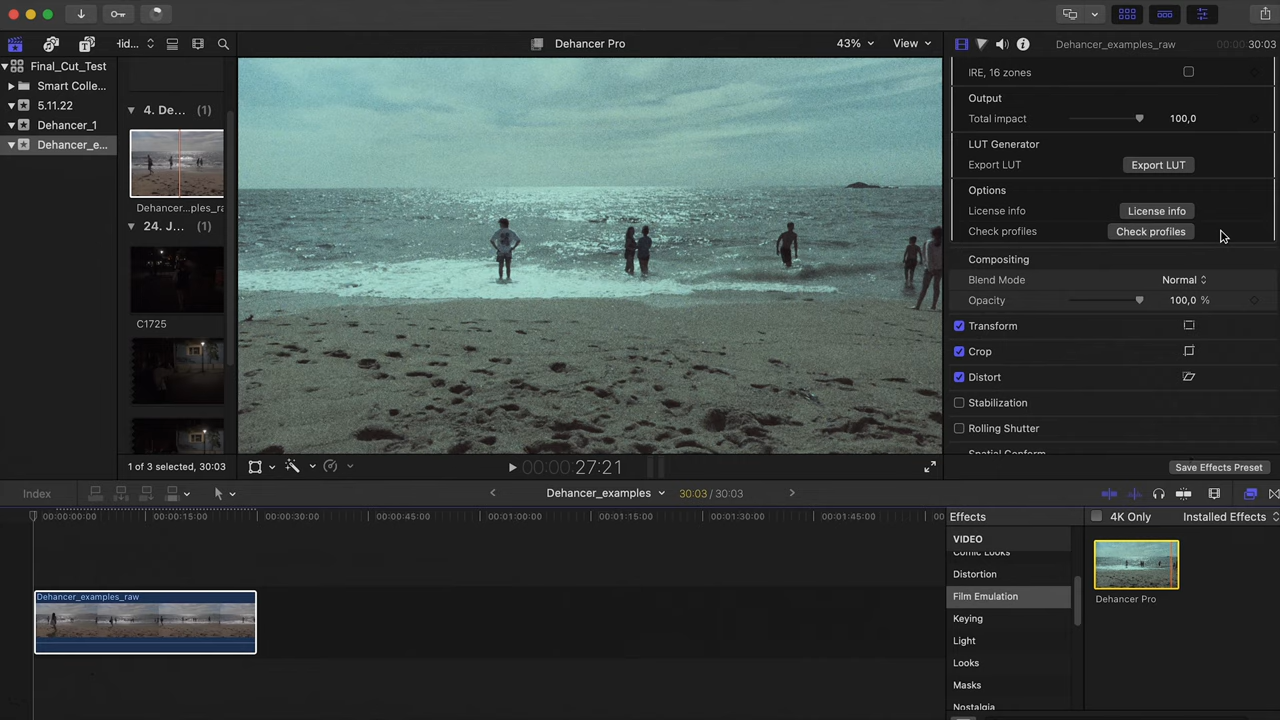 Hid...
Dehancer Pro
43%
View
Dehancer_examples_raw
00:00:30:03
Final_Cut_Test
Smart Colle...
5.11.22
Dehancer_1
Dehancer_e...
4. De...
(1)
Dehancer...ples_ra
24. J...
(1)
C1725
1 of 3 selected, 30:03
00:00:27:21
IRE, 16 zones
Output
Total impact
100,0
LUT Generator
Export LUT
Export LUT
Options
License info
License info
Check profiles
Check profiles
Compositing
Blend Mode
Normal
Opacity
100,0 %
Transform
Crop
Distort
Stabilization
Rolling Shutter
Spatial Conform
Save Effects Preset
Index
Dehancer_examples
30:03 / 30:03
00:00:00:00
00:00:15:00
00:00:30:00
00:00:45:00
00:01:00:00
00:01:15:00
00:01:30:00
00:01:45:00
00
Dehancer_examples_raw
Effects
4K Only
Installed Effects
VIDEO
Comic Looks
Distortion
Film Emulation
Keying
Light
Looks
Masks
Nostalgia
Dehancer Pro